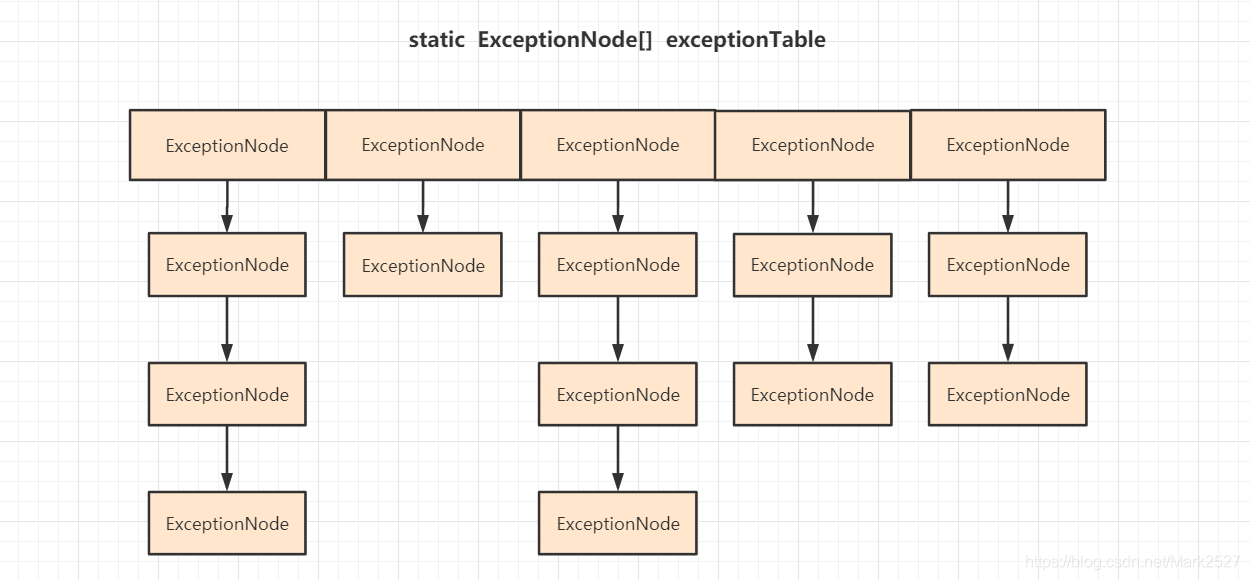 static ExceptionNode[] exceptionTable
ExceptionNode ExceptionNode ExceptionNode ExceptionNode ExceptionNode
ExceptionNode ExceptionNode ExceptionNode ExceptionNode ExceptionNode
ExceptionNode ExceptionNode ExceptionNode ExceptionNode
ExceptionNode ExceptionNode
https://blog.csdn.net/Mark2527